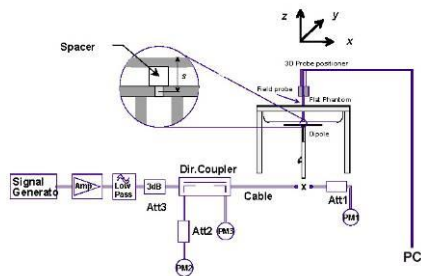 z
y
x
Spacer
s
3D Probe positioner
Field probe
Flat Phantom
Dipole
Signal
Generato
Amp.
Low
Pass
3dB
Att3
Dir.Coupler
Cable
x
Att1
PM1
Att2
PM3
PM2
PC